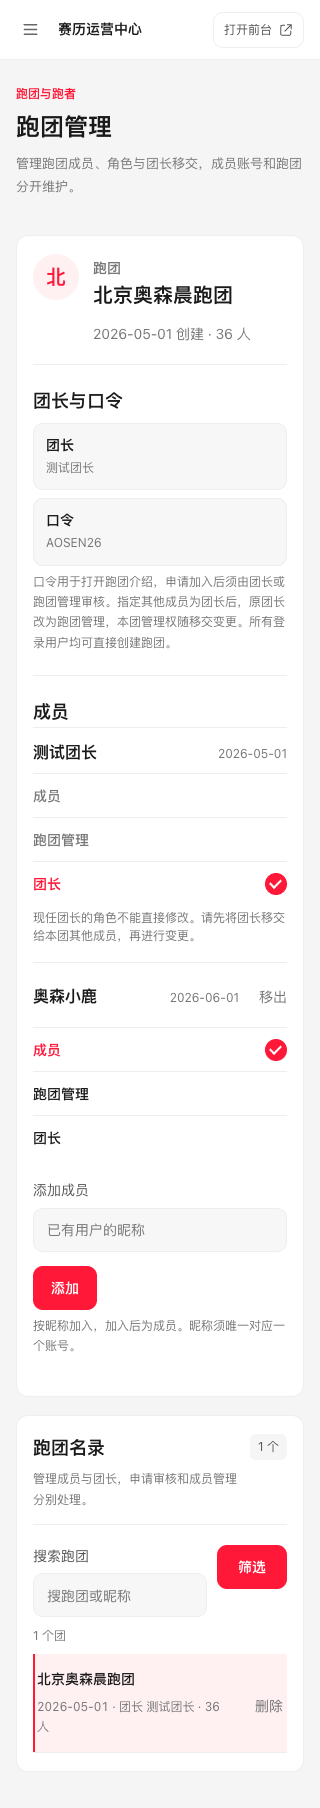 赛历运营中心
打开前台
跑团与跑者
跑团管理
管理跑团成员、角色与团长移交，成员账号和跑团
分开维护。
北
跑团
北京奥森晨跑团
2026-05-01 创建 · 36 人
团长与口令
团长
测试团长
口令
AOSEN26
口令用于打开跑团介绍，申请加入后须由团长或
跑团管理审核。指定其他成员为团长后，原团长
改为跑团管理，本团管理权随移交变更。所有登
录用户均可直接创建跑团。
成员
测试团长 2026-05-01
成员
跑团管理
团长
现任团长的角色不能直接修改。请先将团长移交
给本团其他成员，再进行变更。
奥森小鹿 2026-06-01 移出
成员
跑团管理
团长
添加成员
已有用户的昵称
添加
按昵称加入，加入后为成员。昵称须唯一对应一
个账号。
跑团名录 1 个
管理成员与团长，申请审核和成员管理
分别处理。
搜索跑团
搜跑团或昵称
筛选
1 个团
北京奥森晨跑团
2026-05-01 · 团长 测试团长 · 36
人
删除